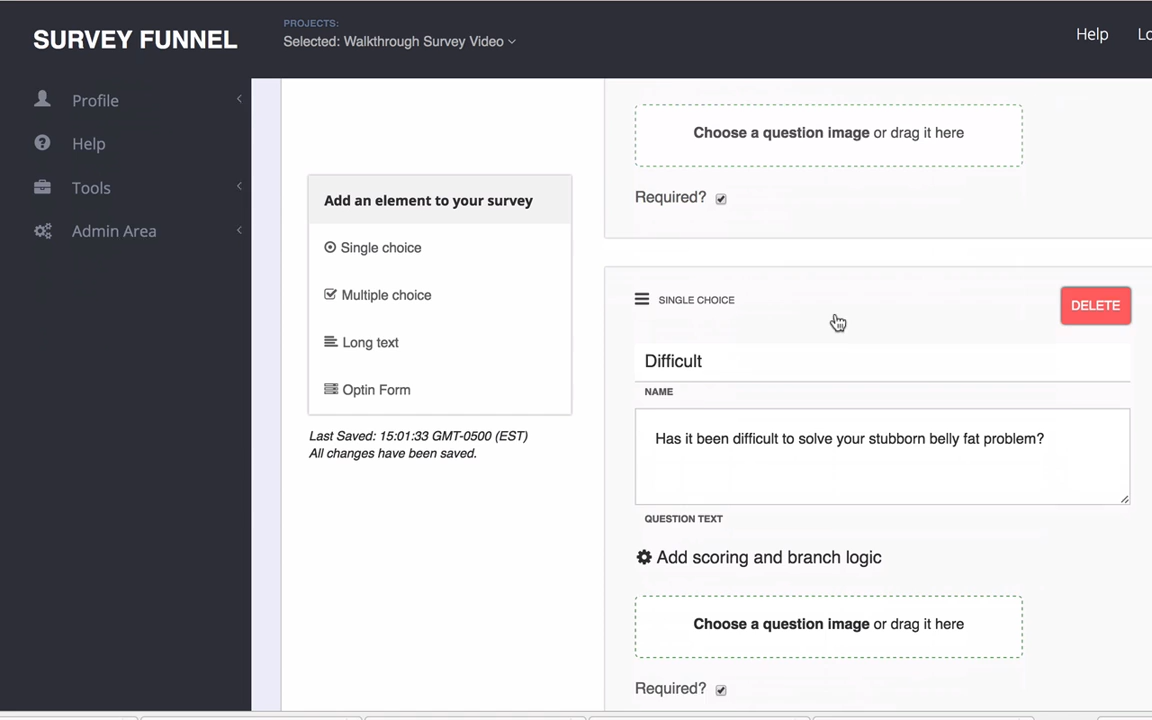 SURVEY FUNNEL
PROJECTS:
Selected: Walkthrough Survey Video
Help
Profile
Help
Tools
Admin Area
Add an element to your survey
Single choice
Multiple choice
Long text
Optin Form
Last Saved: 15:01:33 GMT-0500 (EST)
All changes have been saved.
Choose a question image or drag it here
Required?
SINGLE CHOICE
DELETE
Difficult
NAME
Has it been difficult to solve your stubborn belly fat problem?
QUESTION TEXT
Add scoring and branch logic
Choose a question image or drag it here
Required?